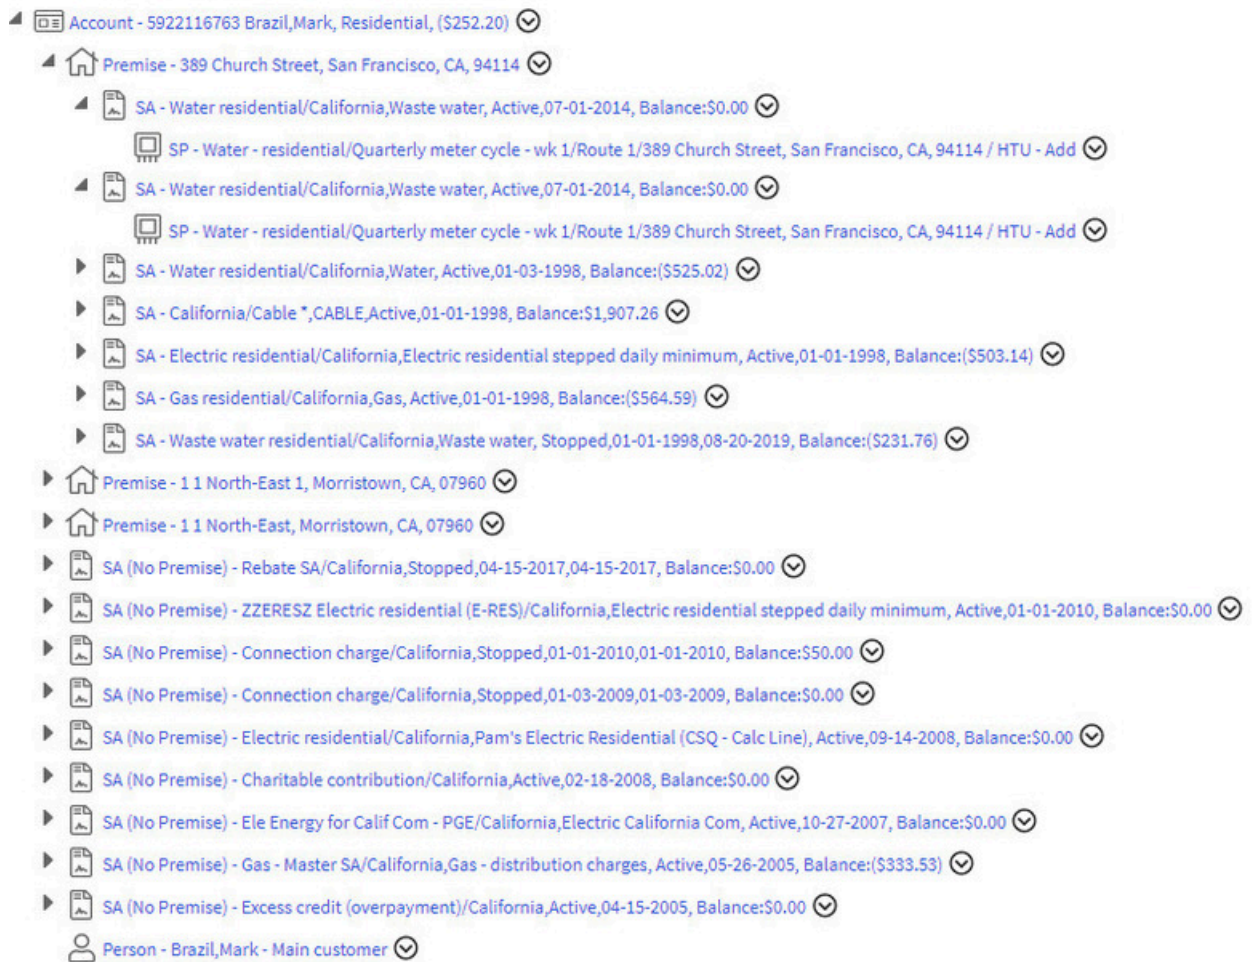 Account - 5922116763 Brazil,Mark, Residential, ($252.20)
Premise - 389 Church Street, San Francisco, CA, 94114
SA - Water residential/California,Waste water, Active,07-01-2014, Balance:$0.00
SP - Water - residential/Quarterly meter cycle - wk 1/Route 1/389 Church Street, San Francisco, CA, 94114 / HTU - Add
SA - Water residential/California,Waste water, Active,07-01-2014, Balance:$0.00
SP - Water - residential/Quarterly meter cycle - wk 1/Route 1/389 Church Street, San Francisco, CA, 94114 / HTU - Add
SA - Water residential/California,Water, Active,01-03-1998, Balance:($525.02)
SA - California/Cable *,CABLE,Active,01-01-1998, Balance:$1,907.26
SA - Electric residential/California,Electric residential stepped daily minimum, Active,01-01-1998, Balance:($503.14)
SA - Gas residential/California,Gas, Active,01-01-1998, Balance:($564.59)
SA - Waste water residential/California,Waste water, Stopped,01-01-1998,08-20-2019, Balance:($231.76)
Premise - 1 1 North-East 1, Morristown, CA, 07960
Premise - 1 1 North-East, Morristown, CA, 07960
SA (No Premise) - Rebate SA/California,Stopped,04-15-2017,04-15-2017, Balance:$0.00
SA (No Premise) - ZZERESZ Electric residential (E-RES)/California,Electric residential stepped daily minimum, Active,01-01-2010, Balance:$0.00
SA (No Premise) - Connection charge/California,Stopped,01-01-2010,01-01-2010, Balance:$50.00
SA (No Premise) - Connection charge/California,Stopped,01-03-2009,01-03-2009, Balance:$0.00
SA (No Premise) - Electric residential/California,Pam's Electric Residential (CSQ - Calc Line), Active,09-14-2008, Balance:$0.00
SA (No Premise) - Charitable contribution/California,Active,02-18-2008, Balance:$0.00
SA (No Premise) - Ele Energy for Calif Com - PGE/California,Electric California Com, Active,10-27-2007, Balance:$0.00
SA (No Premise) - Gas - Master SA/California,Gas - distribution charges, Active,05-26-2005, Balance:($333.53)
SA (No Premise) - Excess credit (overpayment)/California,Active,04-15-2005, Balance:$0.00
Person - Brazil,Mark - Main customer